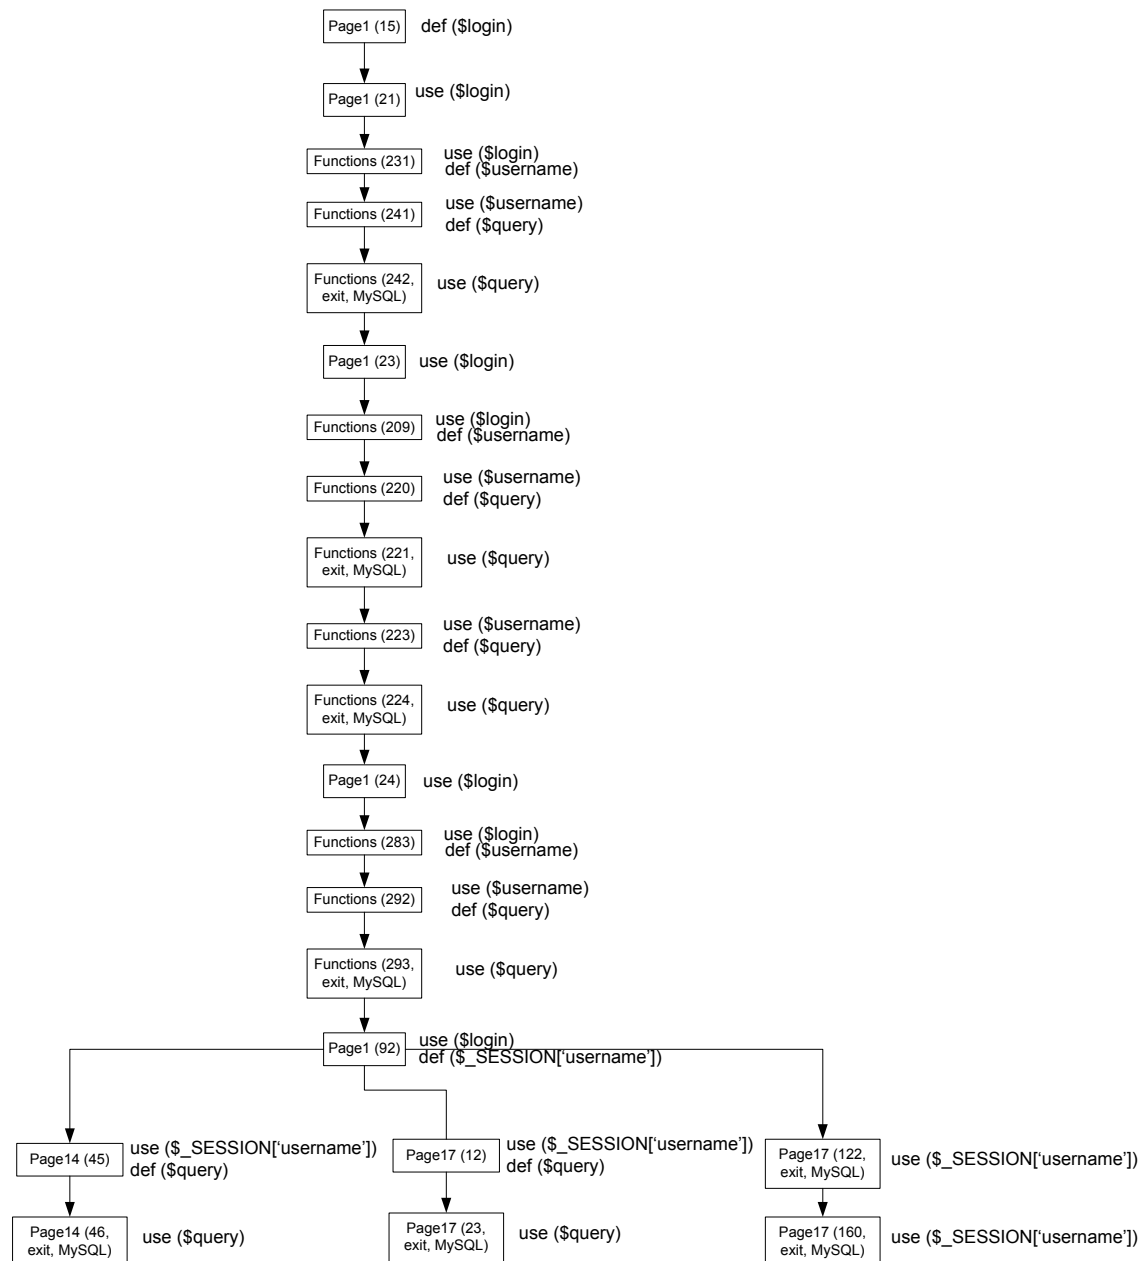 Page1 (15)
def ($login)
Page1 (21)
use ($login)
Functions (231)
use ($login)
def ($username)
Functions (241)
use ($username)
def ($query)
Functions (242,
exit, MySQL)
use ($query)
Page1 (23)
use ($login)
Functions (209)
use ($login)
def ($username)
Functions (220)
use ($username)
def ($query)
Functions (221,
exit, MySQL)
use ($query)
Functions (223)
use ($username)
def ($query)
Functions (224,
exit, MySQL)
use ($query)
Page1 (24)
use ($login)
Functions (283)
use ($login)
def ($username)
Functions (292)
use ($username)
def ($query)
Functions (293,
exit, MySQL)
use ($query)
Page1 (92)
use ($login)
def ($_SESSION[‘username’])
Page14 (45)
use ($_SESSION[‘username’])
def ($query)
Page17 (12)
use ($_SESSION[‘username’])
def ($query)
Page17 (122,
exit, MySQL)
use ($_SESSION[‘username’])
Page14 (46,
exit, MySQL)
use ($query)
Page17 (23,
exit, MySQL)
use ($query)
Page17 (160,
exit, MySQL)
use ($_SESSION[‘username’])